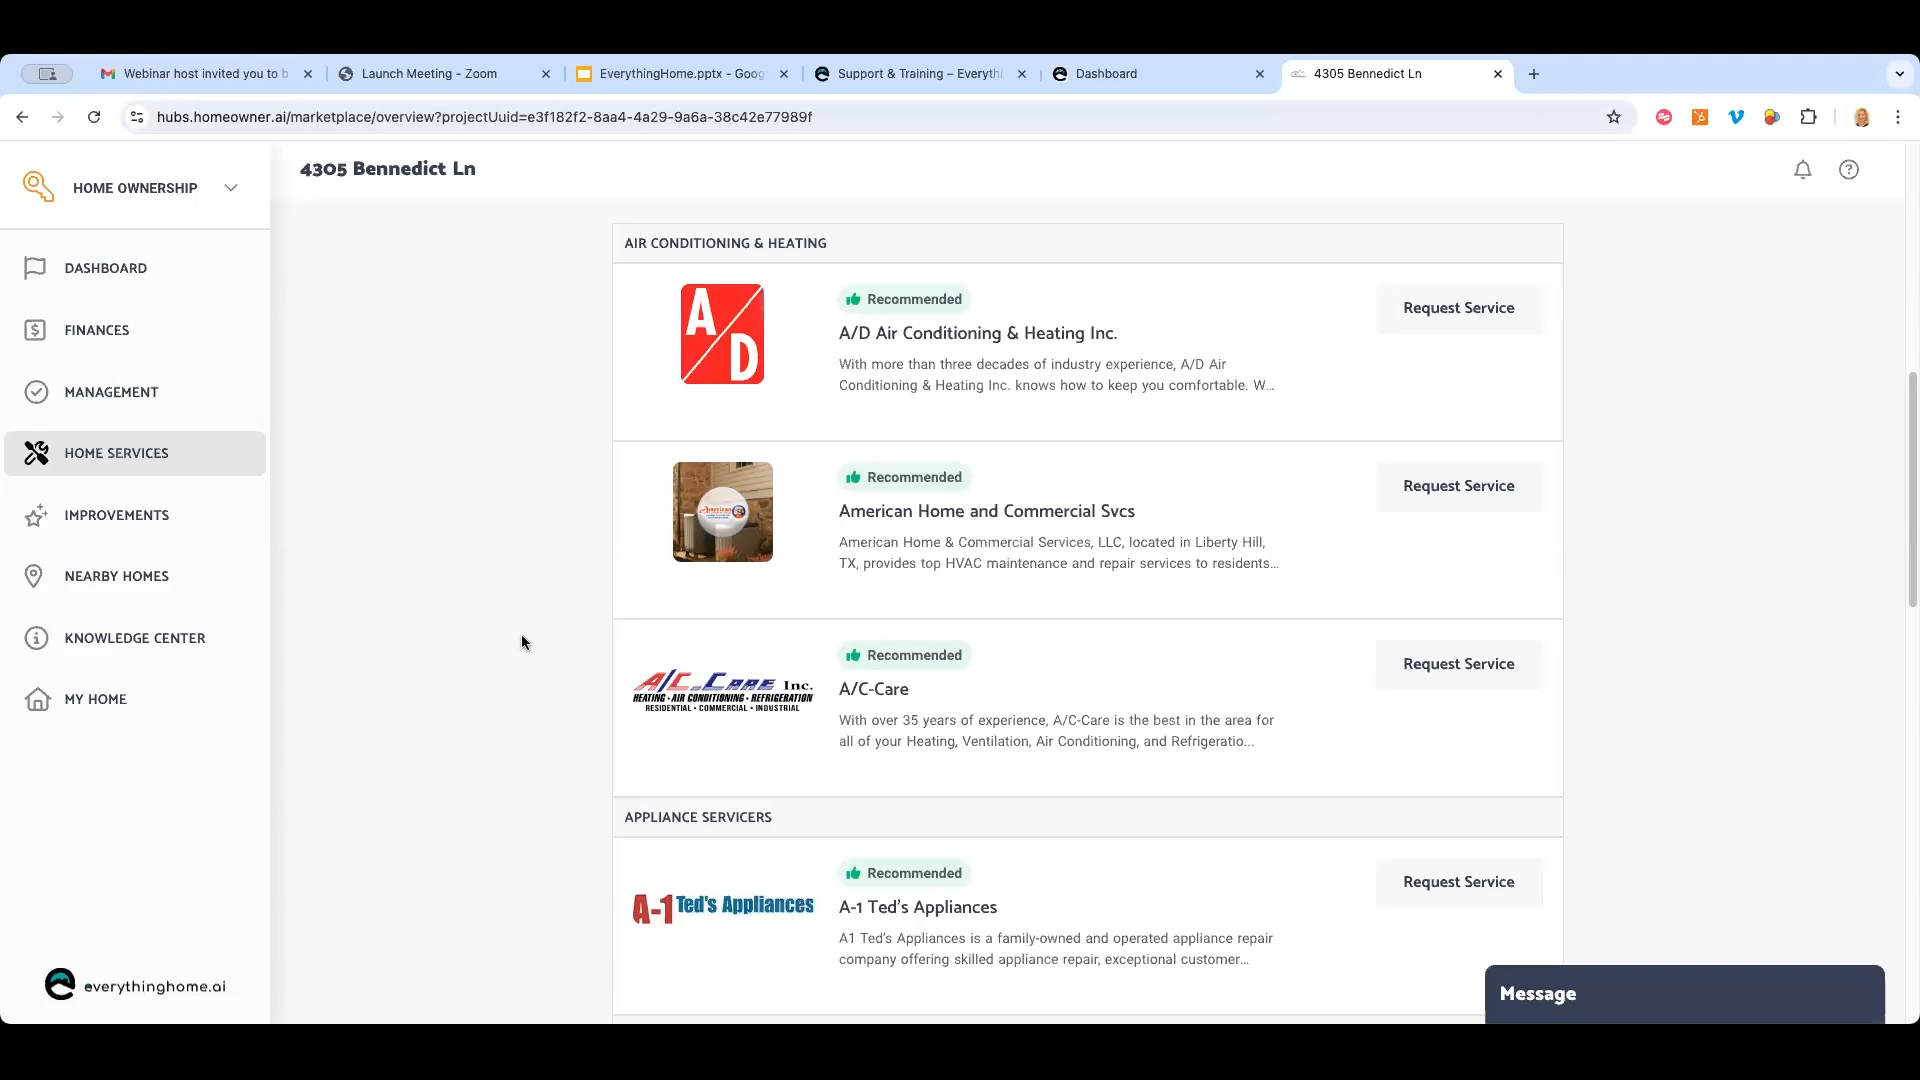 Webinar host invited you to b
Launch Meeting - Zoom
EverythingHome.pptx - Goog
Support & Training – Everythi
Dashboard
4305 Bennedict Ln
hubs.homeowner.ai/marketplace/overview?projectUuid=e3f182f2-8aa4-4a29-9a6a-38c42e77989f
HOME OWNERSHIP
4305 Bennedict Ln
DASHBOARD
FINANCES
MANAGEMENT
HOME SERVICES
IMPROVEMENTS
NEARBY HOMES
KNOWLEDGE CENTER
MY HOME
everythinghome.ai
AIR CONDITIONING & HEATING
A/D
Recommended
A/D Air Conditioning & Heating Inc.
With more than three decades of industry experience, A/D Air
Conditioning & Heating Inc. knows how to keep you comfortable. W...
Request Service
American
Recommended
American Home and Commercial Svcs
American Home & Commercial Services, LLC, located in Liberty Hill,
TX, provides top HVAC maintenance and repair services to residents...
Request Service
A/C-CARE Inc.
HEATING • AIR CONDITIONING • REFRIGERATION
RESIDENTIAL • COMMERCIAL • INDUSTRIAL
Recommended
A/C-Care
With over 35 years of experience, A/C-Care is the best in the area for
all of your Heating, Ventilation, Air Conditioning, and Refrigeratio...
Request Service
APPLIANCE SERVICERS
A-1 Ted's Appliances
Recommended
A-1 Ted's Appliances
A1 Ted's Appliances is a family-owned and operated appliance repair
company offering skilled appliance repair, exceptional customer...
Request Service
Message